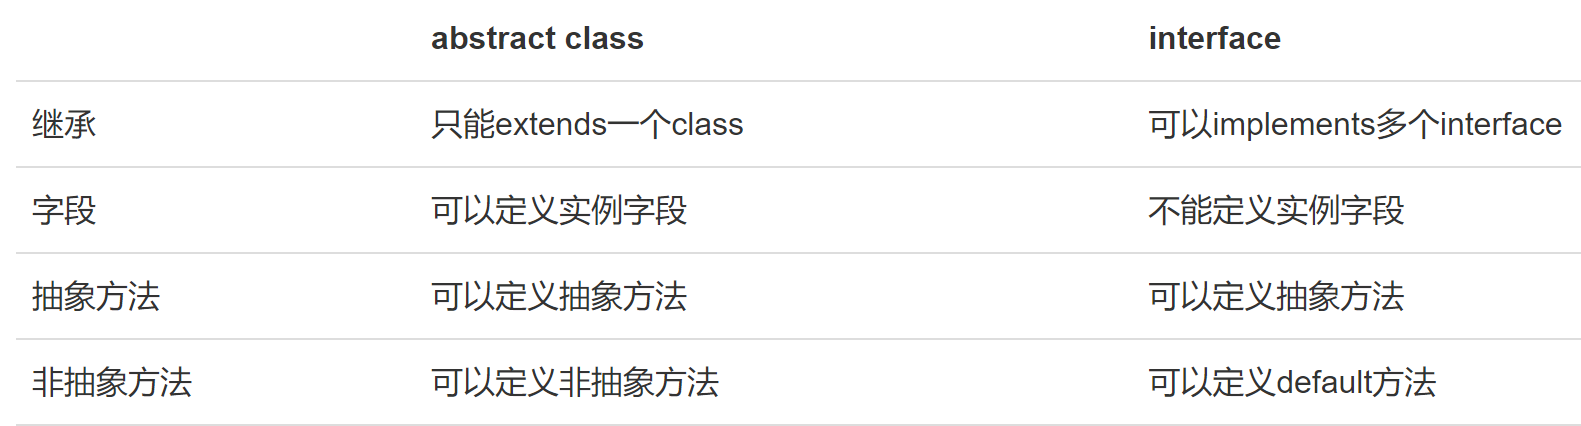 abstract class interface
继承 只能extends一个class 可以implements多个interface
字段 可以定义实例字段 不能定义实例字段
抽象方法 可以定义抽象方法 可以定义抽象方法
非抽象方法 可以定义非抽象方法 可以定义default方法